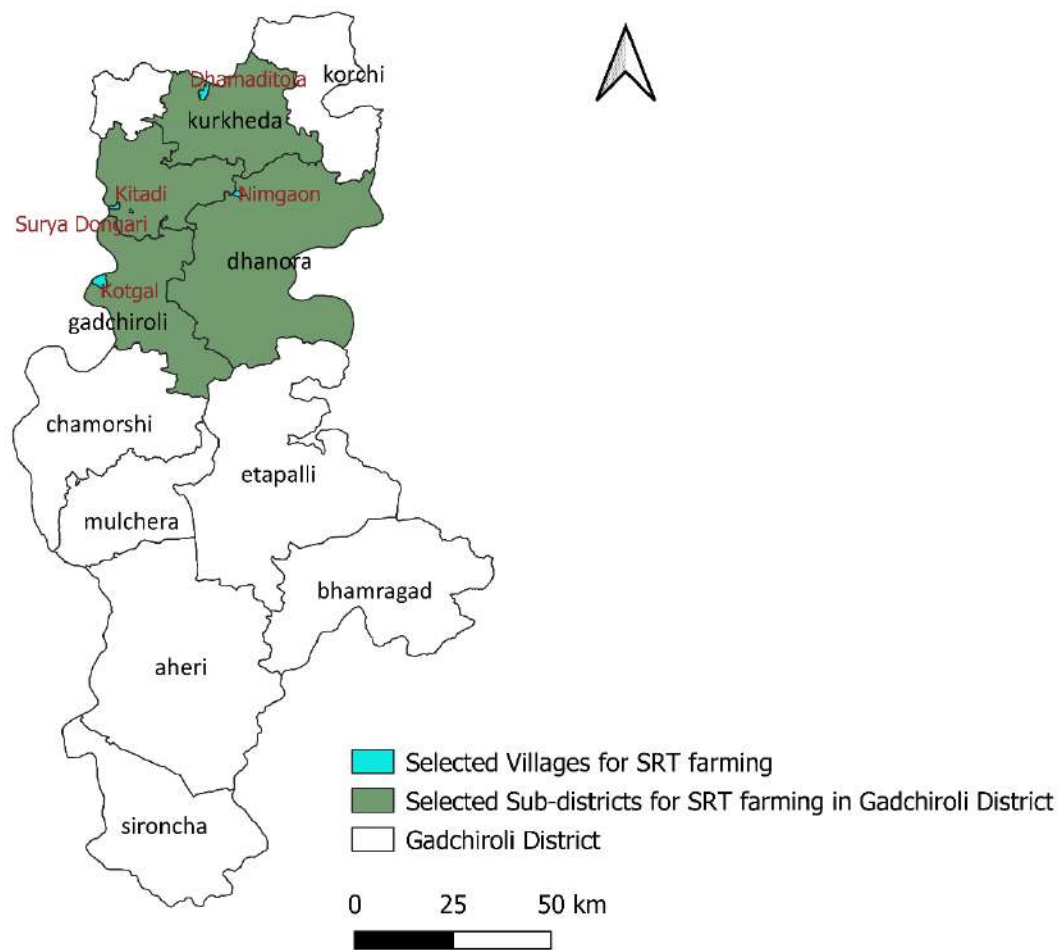 korchi
Dhamaditola
kurkheda
Kitadi
Nimgaon
Surya Dongari
dhanora
Kotgal
gadchiroli
chamorshi
etapalli
mulchera
bhamragad
aheri
Selected Villages for SRT farming
Selected Sub-districts for SRT farming in Gadchiroli District
sironcha
Gadchiroli District
0 25 50 km